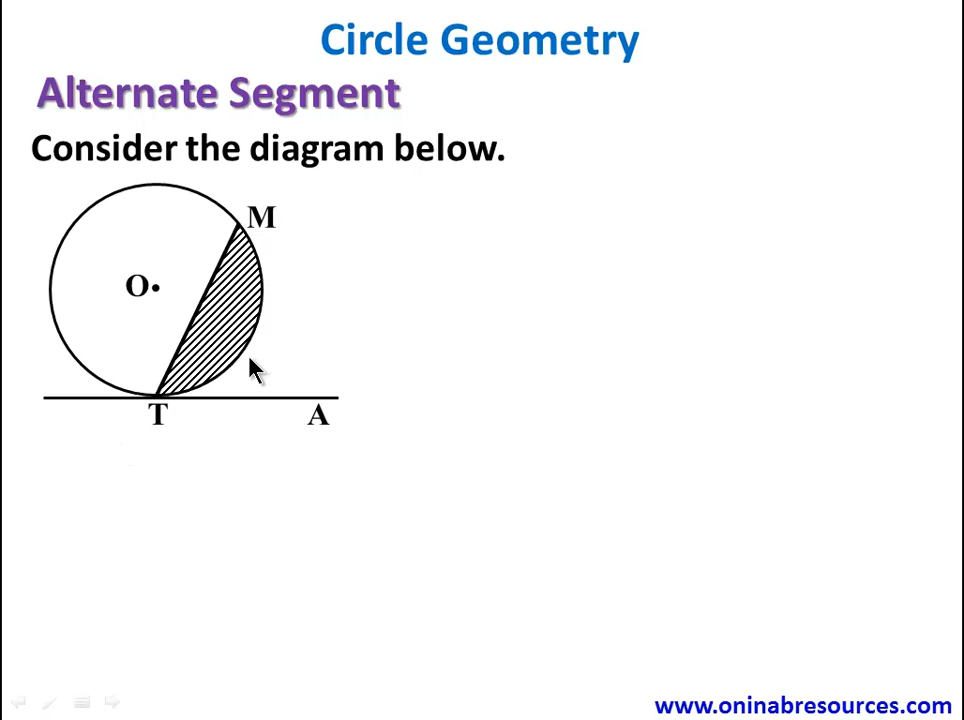 Circle Geometry
Alternate Segment
Consider the diagram below.
M
O
T
A
www.oninabresources.com